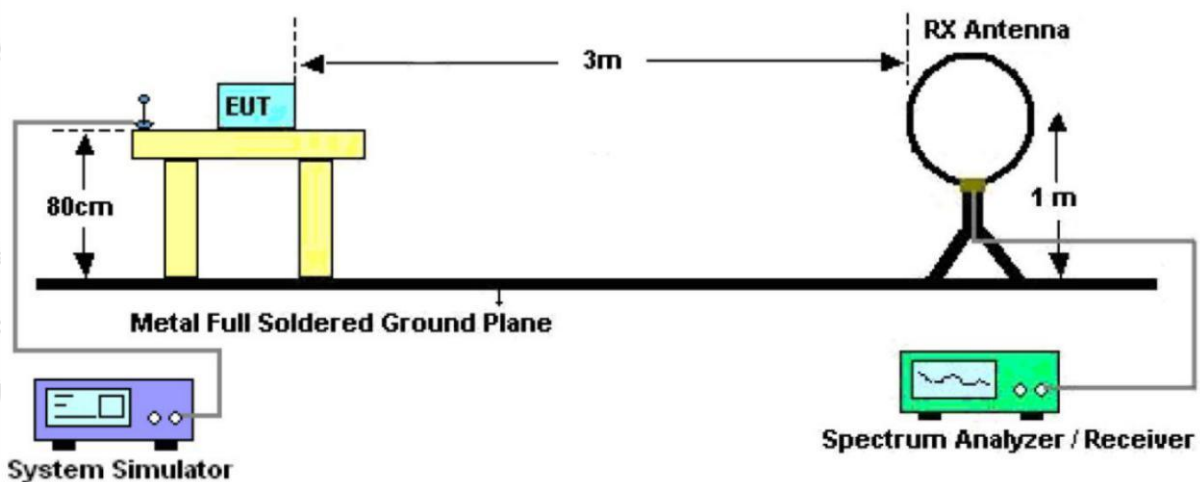 RX Antenna
3m
EUT
80cm
1 m
Metal Full Soldered Ground Plane
System Simulator
Spectrum Analyzer / Receiver